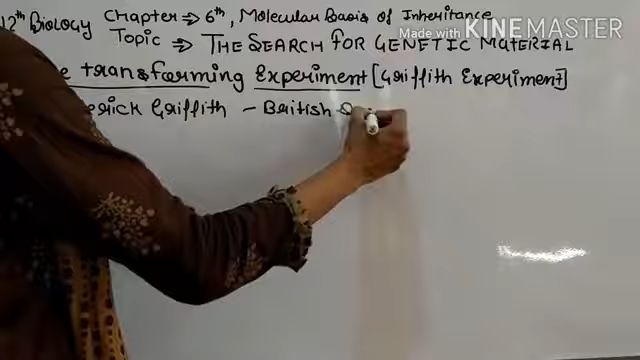 12th Biology Chapter ⇒ 6th, Molecular Basis of Inheritance
Topic ⇒ THE SEARCH FOR GENETIC MATERIAL
transforming Experiment [Griffith Experiment]
Griffith - British
Made with KINEMASTER